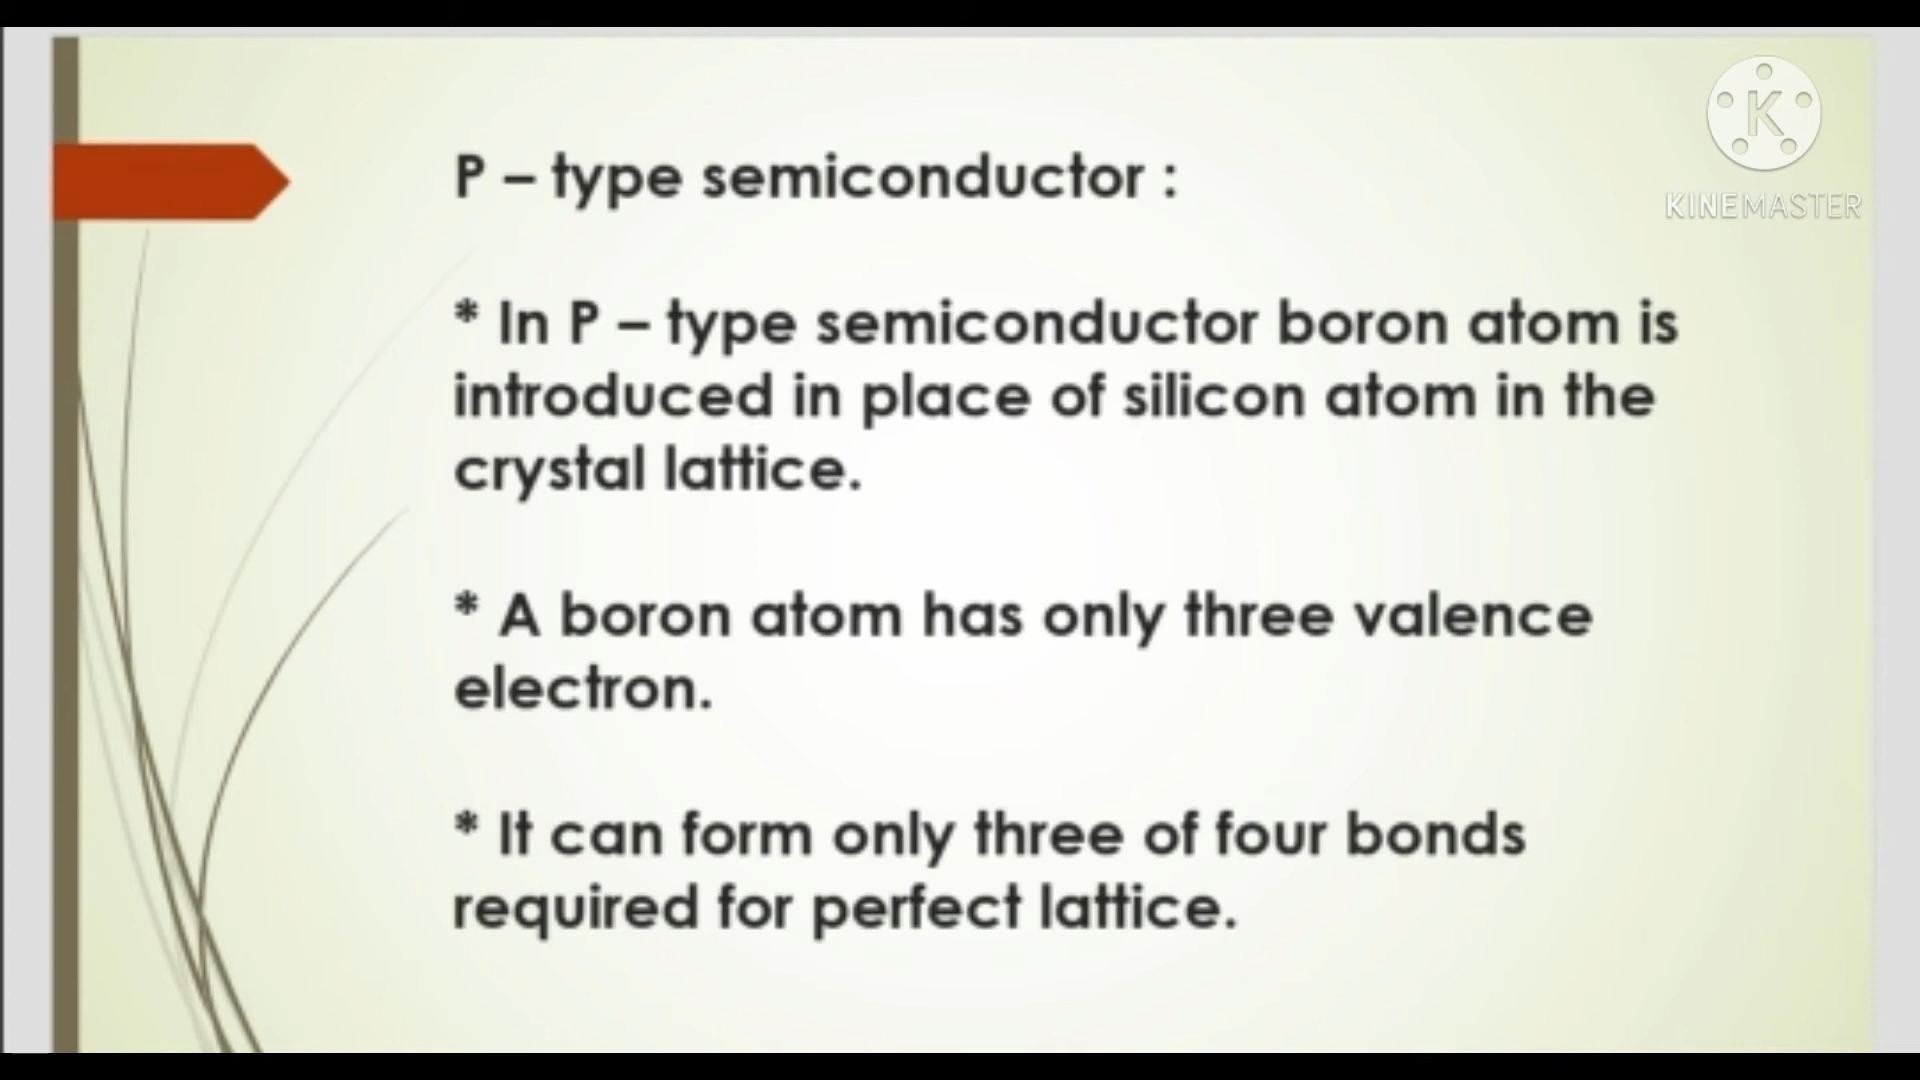 P – type semiconductor :
* In P – type semiconductor boron atom is
introduced in place of silicon atom in the
crystal lattice.
* A boron atom has only three valence
electron.
* It can form only three of four bonds
required for perfect lattice.
K
KINEMASTER